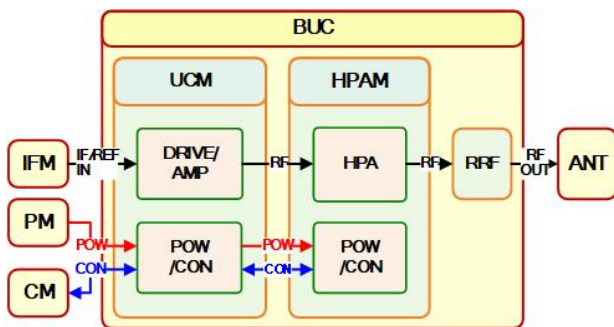 BUC
UCM
HPAM
IFM
IF/REF
IN
DRIVE/
AMP
RF
HPA
RF
RRF
RF
OUT
ANT
PM
POW
POW
/CON
POW
POW
/CON
CON
CON
CM